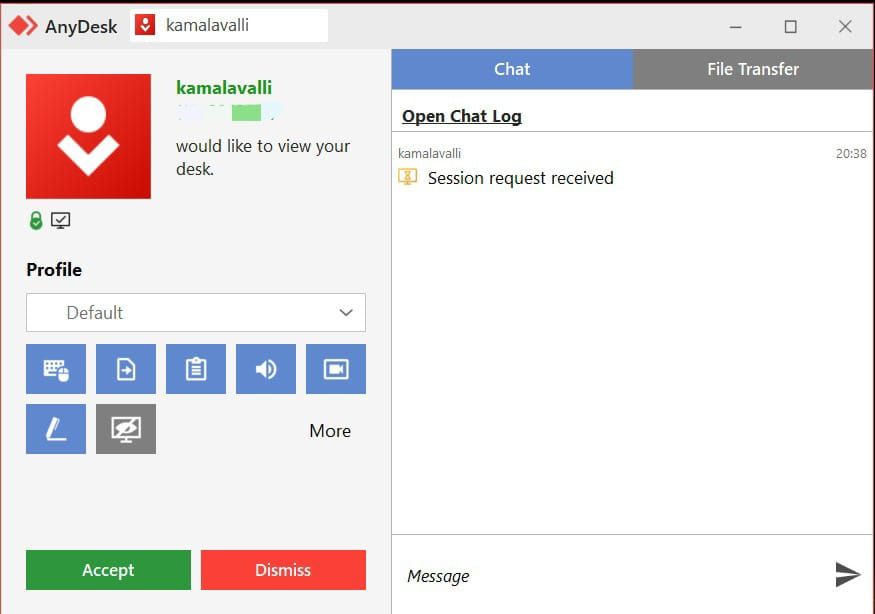 AnyDesk
kamalavalli
kamalavalli
would like to view your
desk.
Profile
Default
More
Accept
Dismiss
Chat
File Transfer
Open Chat Log
kamalavalli
20:38
Session request received
Message